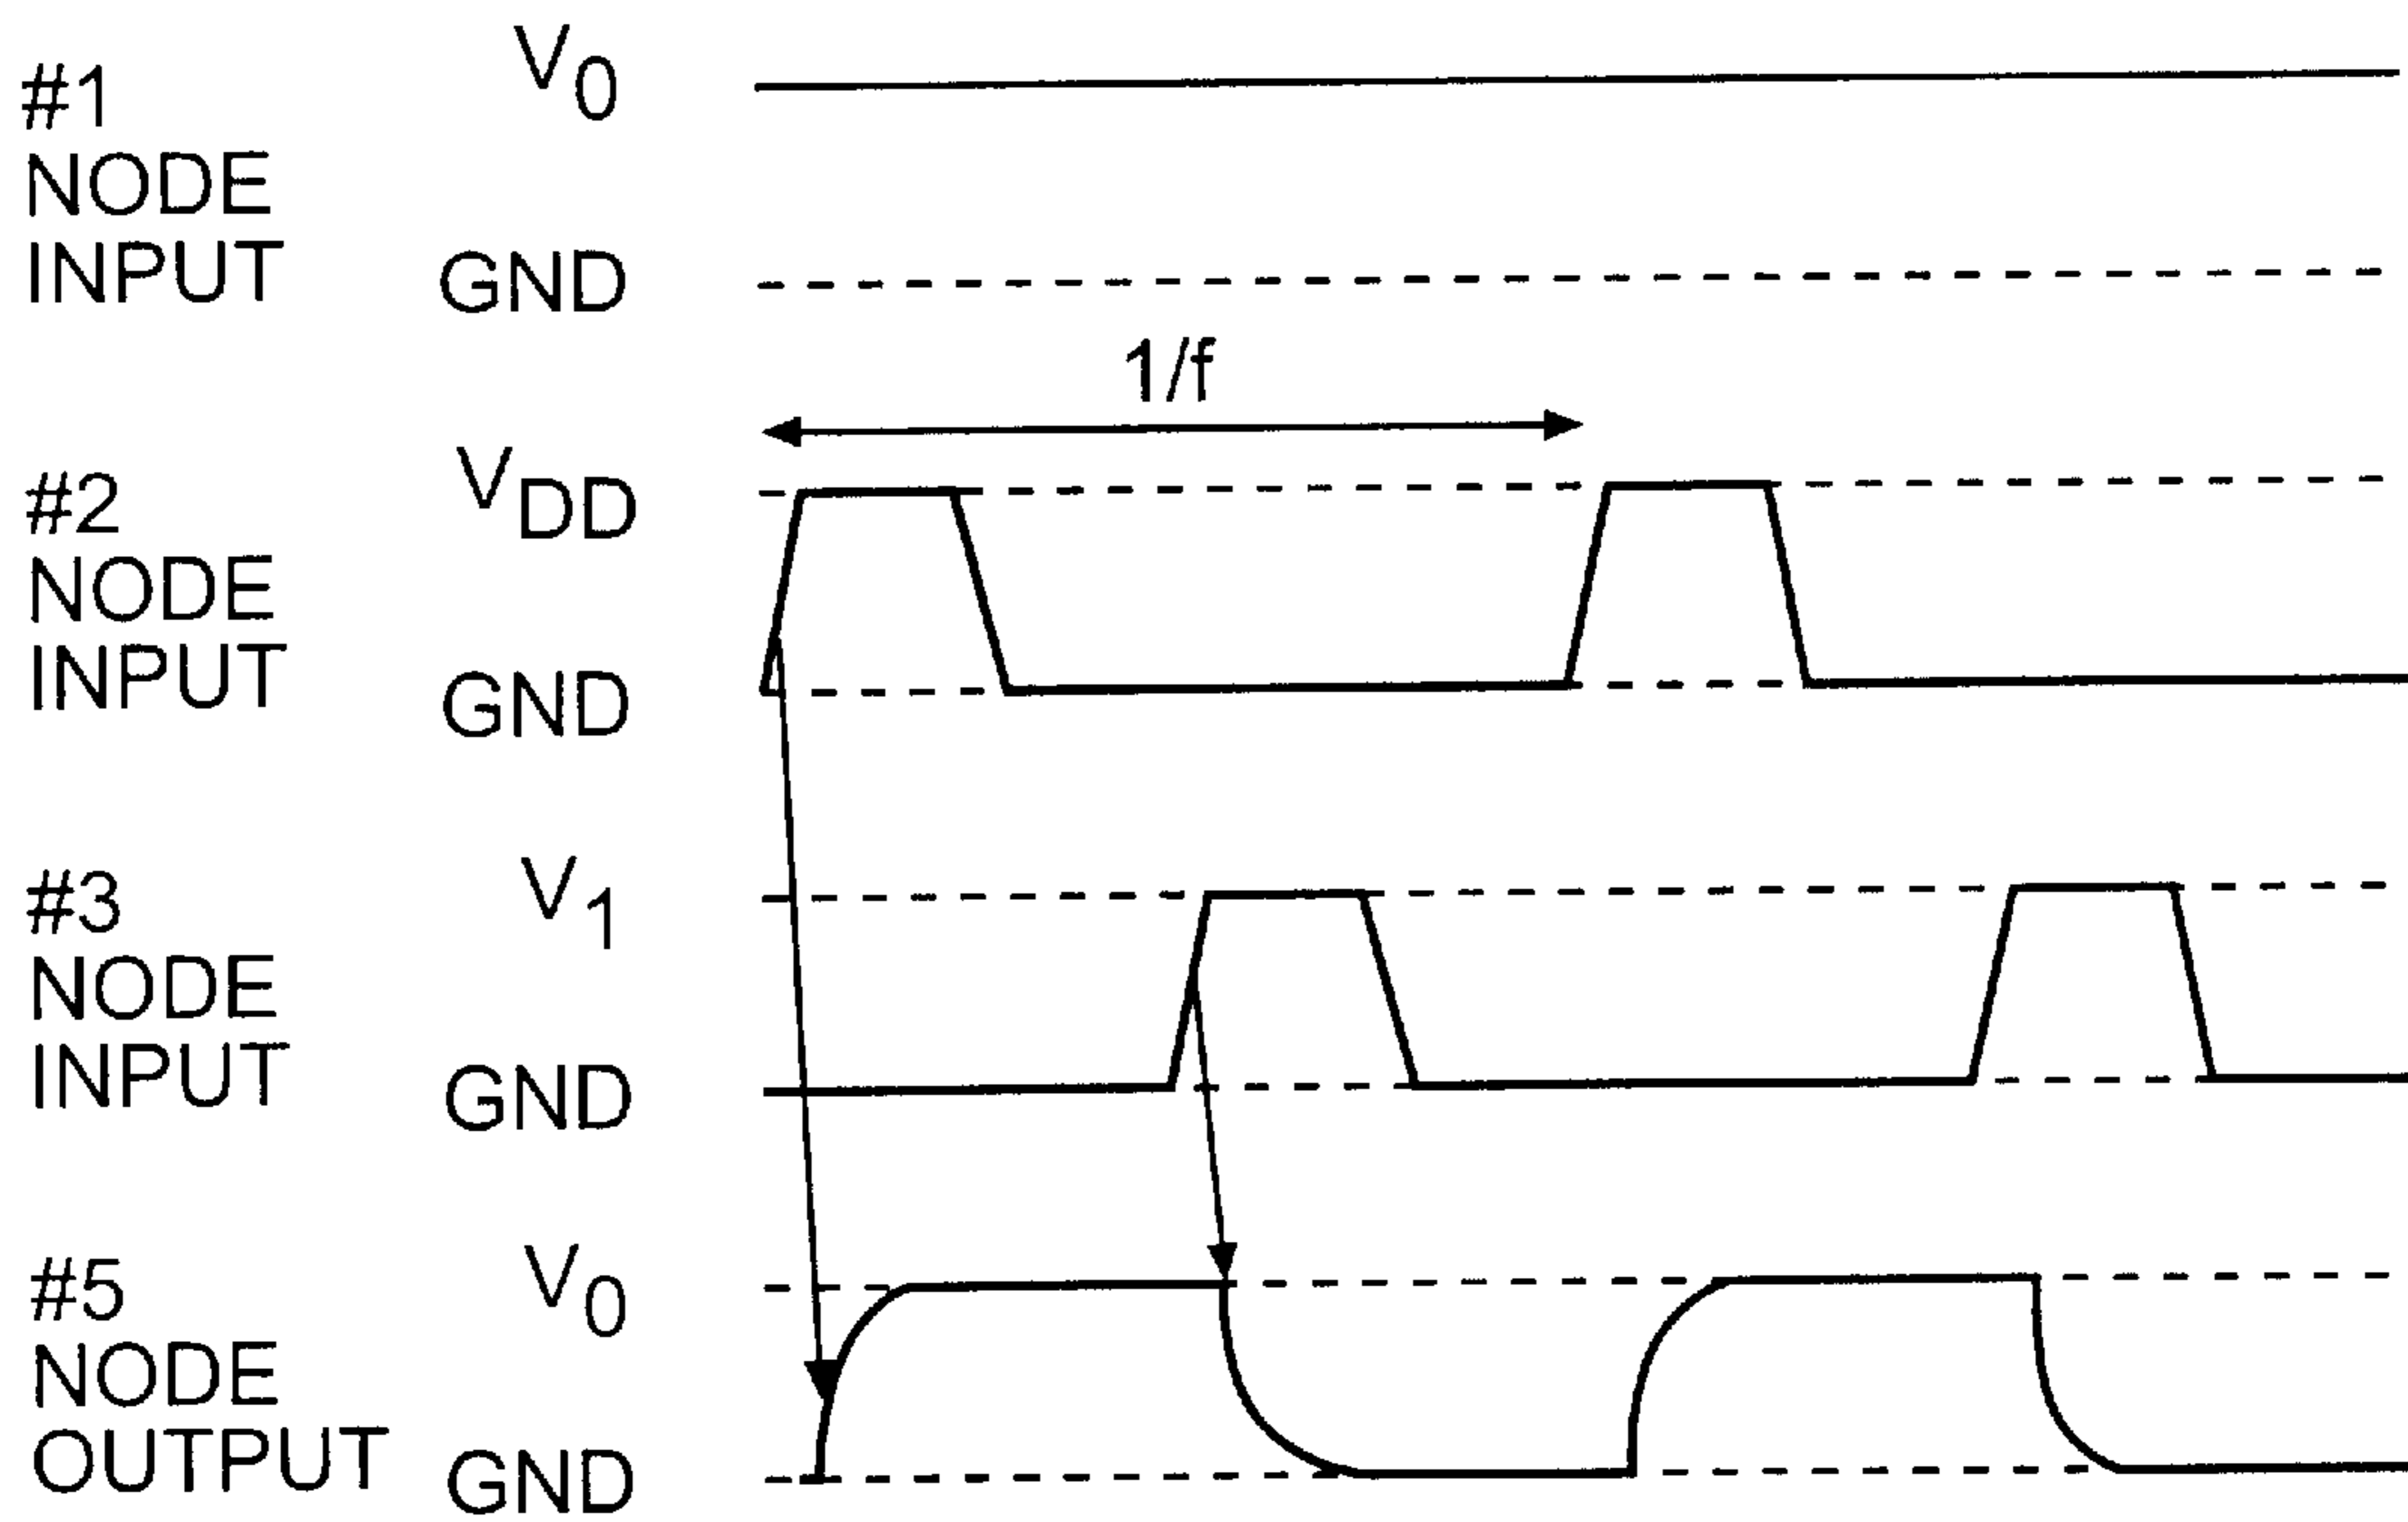 V0
#1
NODE
INPUT
GND
1/f
VDD
#2
NODE
INPUT
GND
V1
#3
NODE
INPUT
GND
V0
#5
NODE
OUTPUT
GND